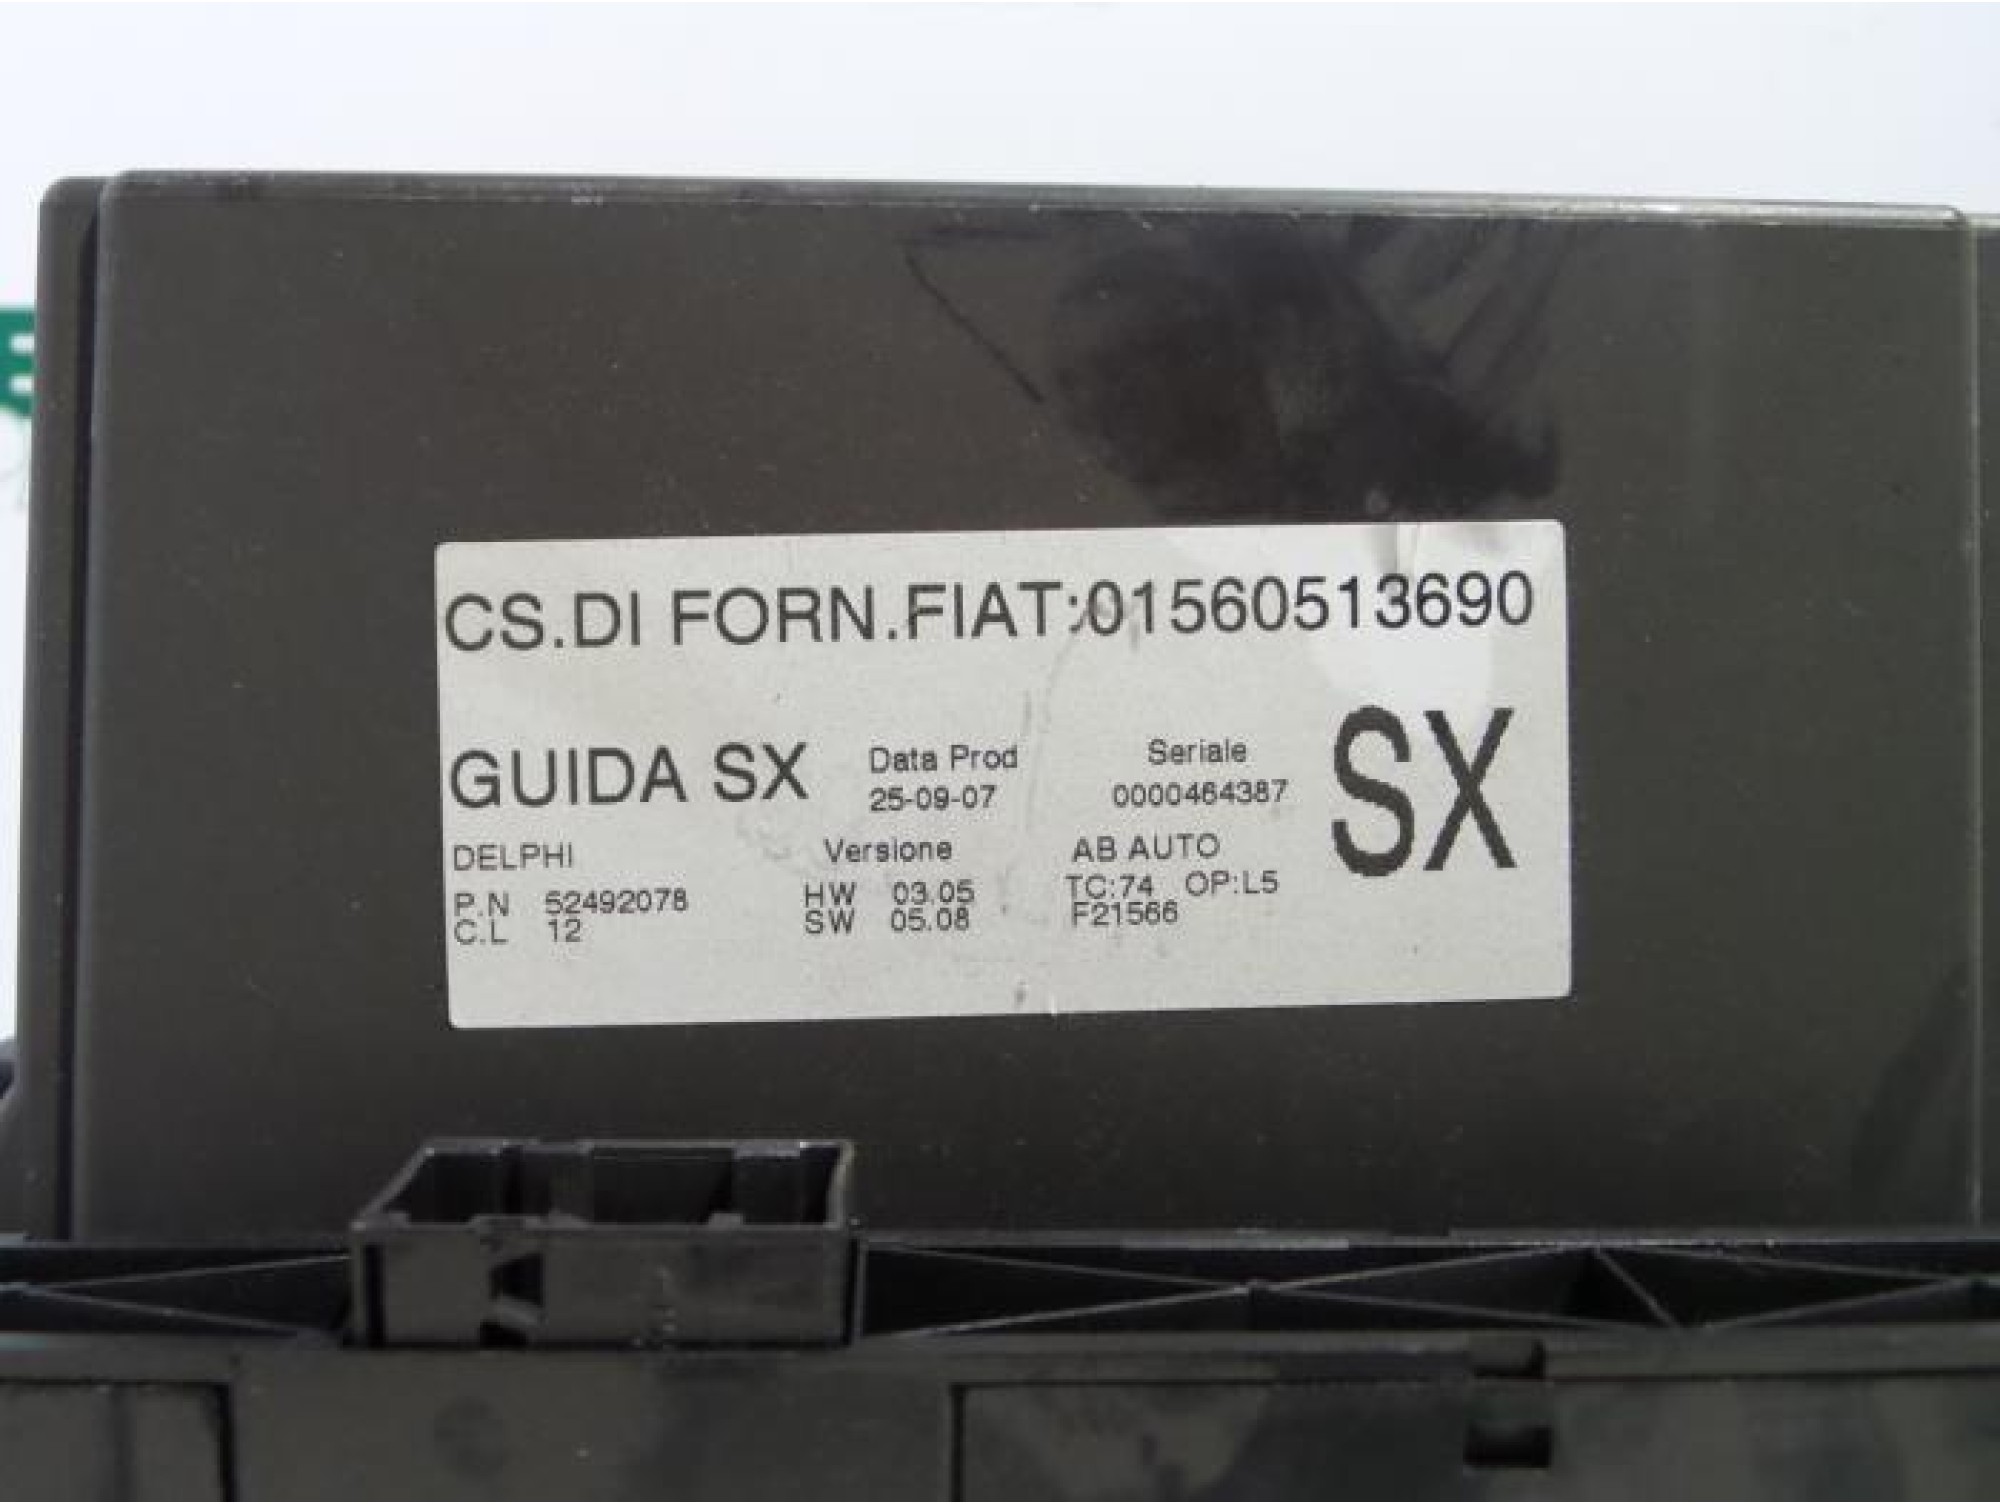 CS.DI FORN.FIAT:01560513690
GUIDA SX Data Prod Seriale SX
25-09-07 0000464387
DELPHI Versione AB AUTO
P.N 52492078 HW 03.05 TC:74 OP:L5
C.L 12 SW 05.08 F21566